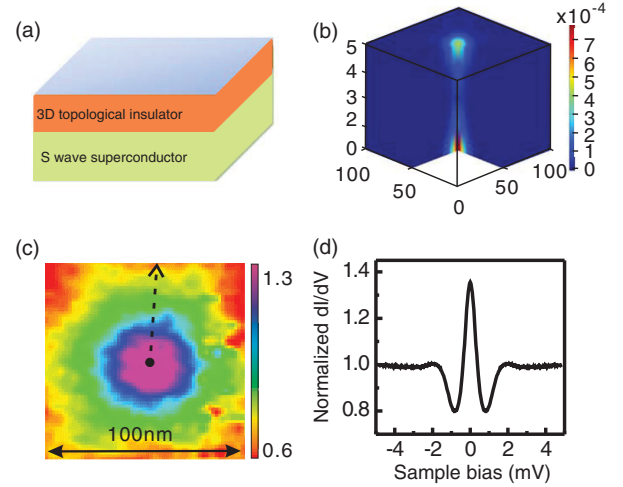 (a)
3D topological insulator
S wave superconductor
(b)
x10⁻⁴
5
4
3
2
1
0
100
50
0
50
100
7
6
5
4
3
2
1
0
(c)
100nm
1.3
0.6
(d)
Normalized dI/dV
1.4
1.2
1.0
0.8
-4 -2 0 2 4
Sample bias (mV)